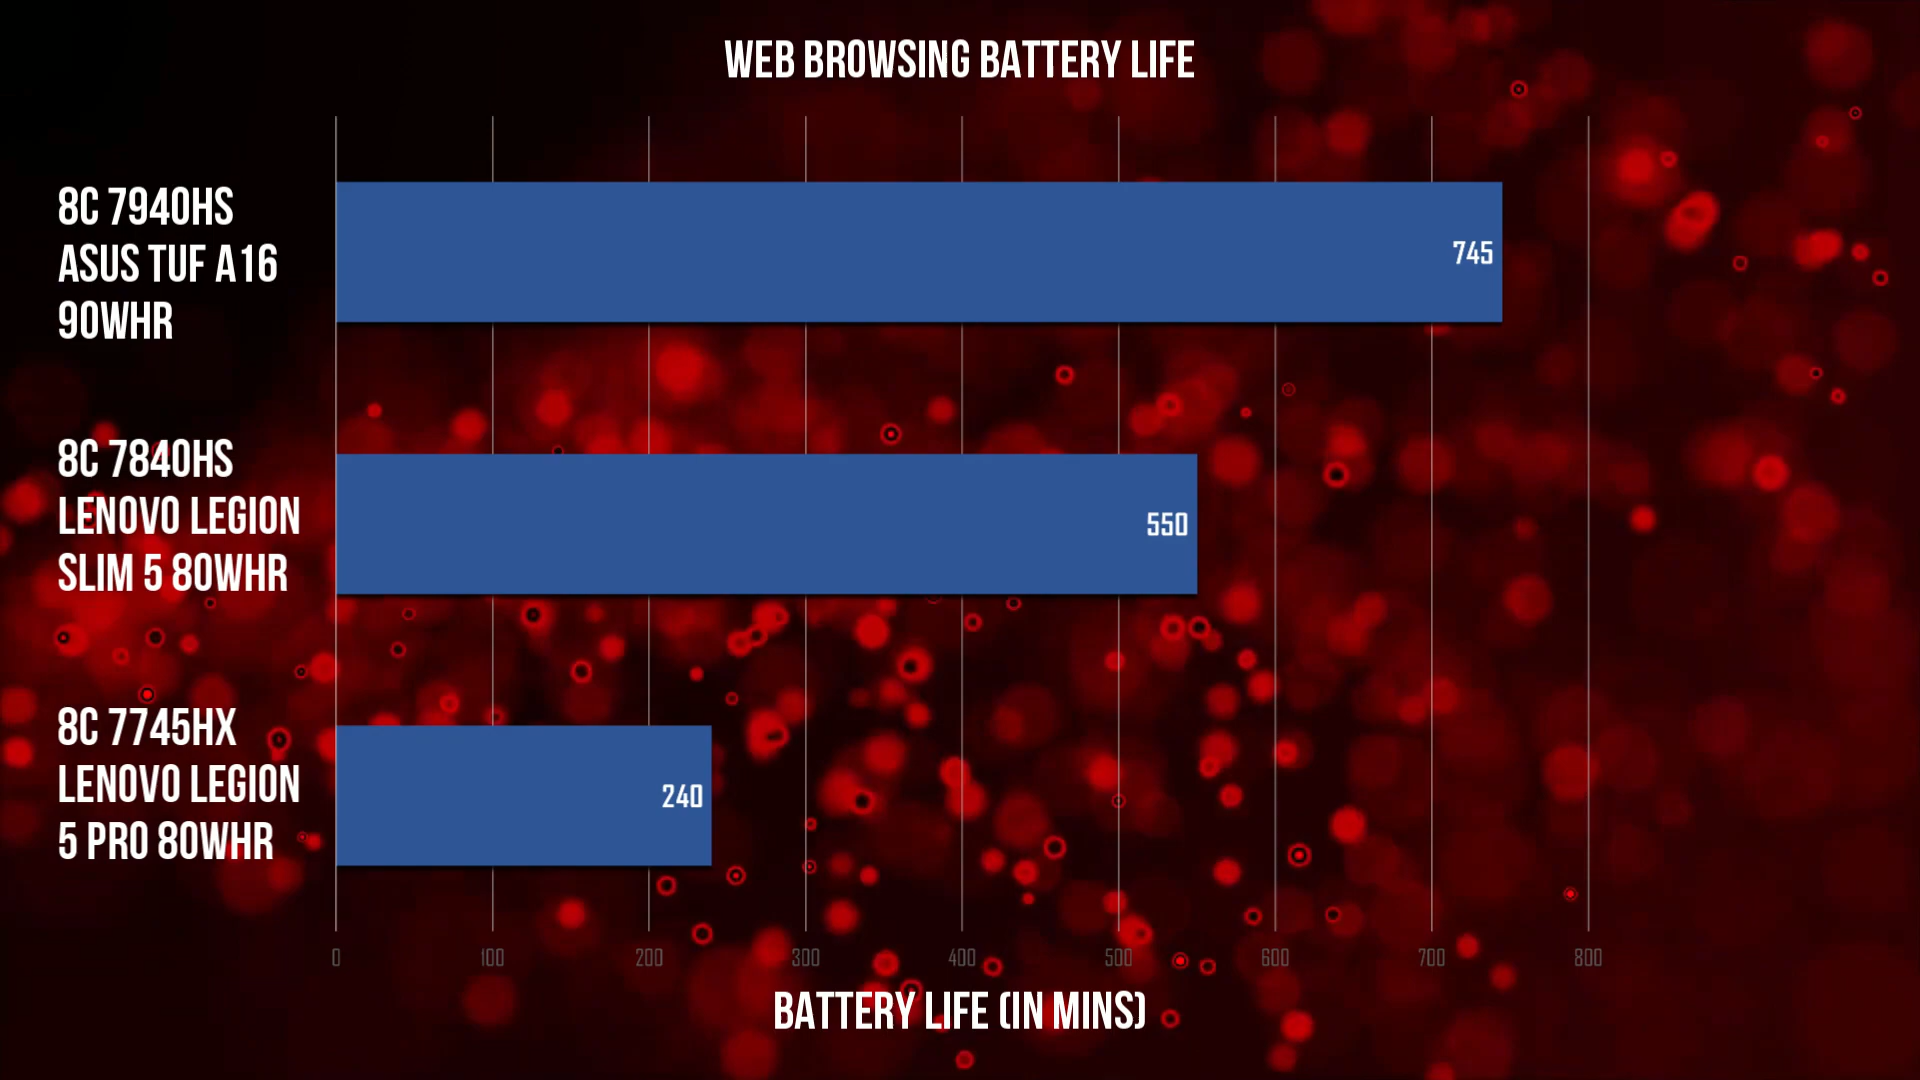 WEB BROWSING BATTERY LIFE
8C 7940HS
ASUS TUF A16
90WHR
745
8C 7840HS
LENOVO LEGION
SLIM 5 80WHR
550
8C 7745HX
LENOVO LEGION
5 PRO 80WHR
240
0 100 200 300 400 500 600 700 800
BATTERY LIFE (IN MINS)